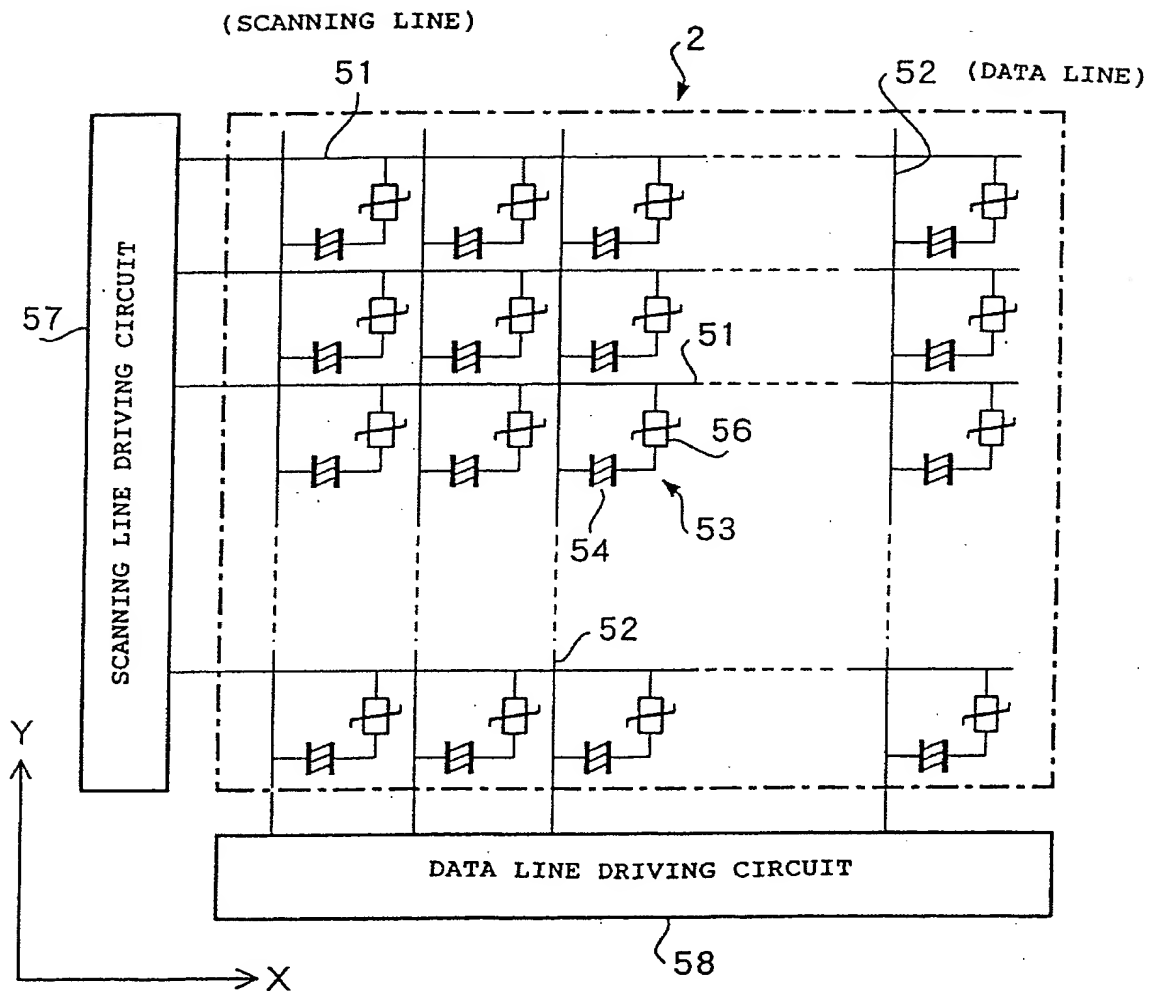 (SCANNING LINE)
2
51
52 (DATA LINE)
SCANNING LINE DRIVING CIRCUIT
57
51
56
54
53
52
Y
DATA LINE DRIVING CIRCUIT
58
X